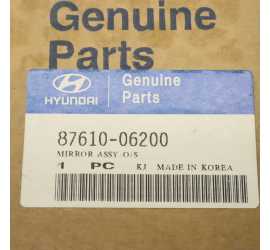 Genuine
Parts
HYUNDAI
Genuine
Parts
87610-06200
MIRROR ASSY O/S
1 PC KJ MADE IN KOREA